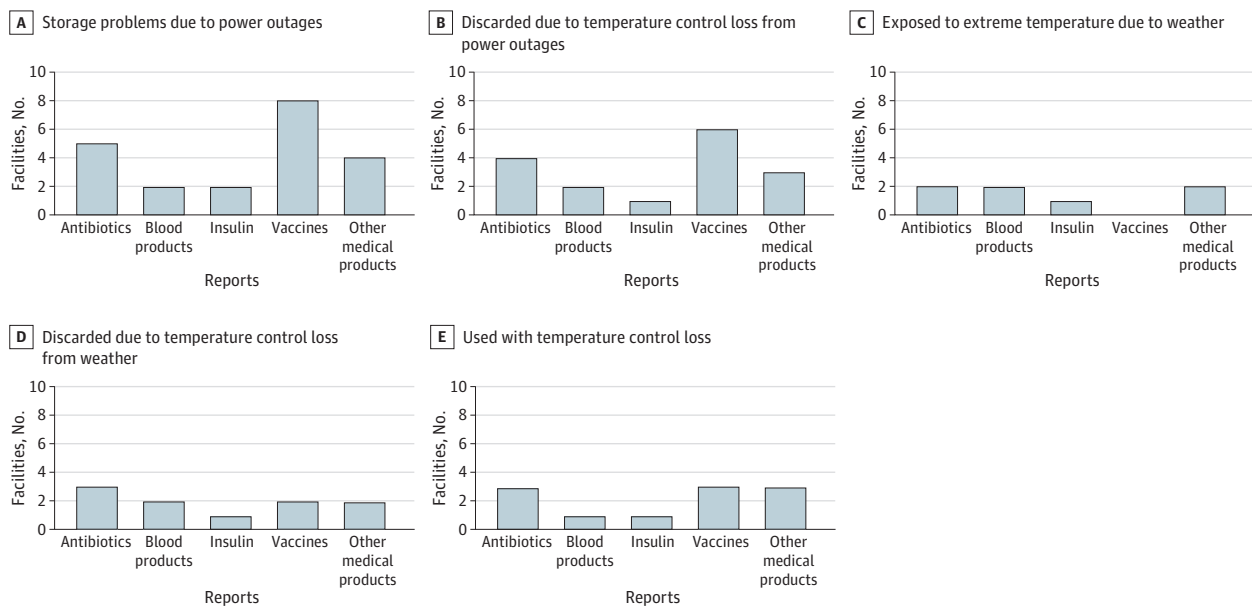 A Storage problems due to power outages
Facilities, No.
10
8
6
4
2
0
Antibiotics Blood products Insulin Vaccines Other medical products
Reports
B Discarded due to temperature control loss from
power outages
Facilities, No.
10
8
6
4
2
0
Antibiotics Blood products Insulin Vaccines Other medical products
Reports
C Exposed to extreme temperature due to weather
Facilities, No.
10
8
6
4
2
0
Antibiotics Blood products Insulin Vaccines Other medical products
Reports
D Discarded due to temperature control loss
from weather
Facilities, No.
10
8
6
4
2
0
Antibiotics Blood products Insulin Vaccines Other medical products
Reports
E Used with temperature control loss
Facilities, No.
10
8
6
4
2
0
Antibiotics Blood products Insulin Vaccines Other medical products
Reports